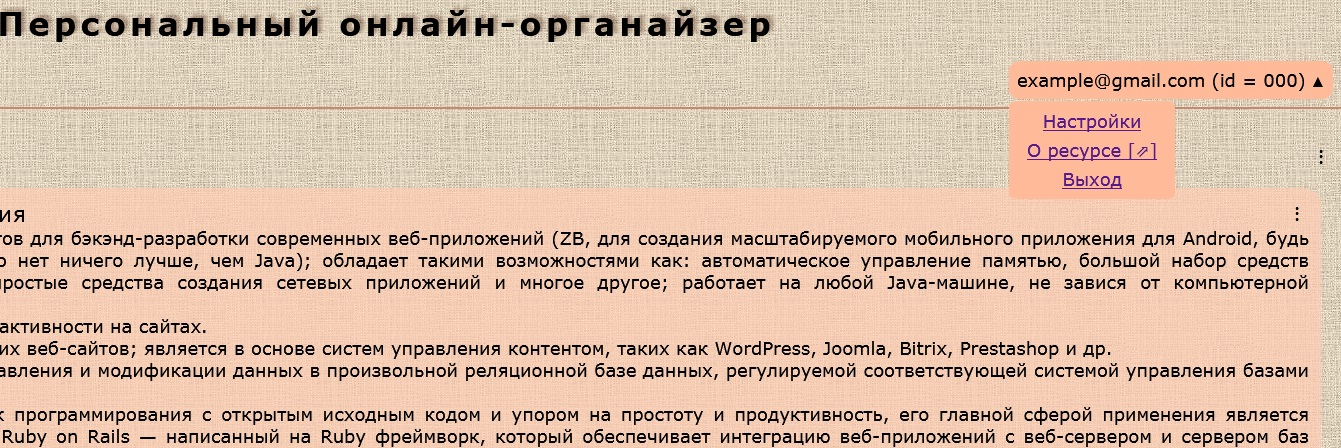 Персональный онлайн-органайзер
example@gmail.com (id = 000) ▲
Настройки
О ресурсе [⇗]
Выход
ия
тов для бэкэнд-разработки современных веб-приложений (ZB, для создания масштабируемого мобильного приложения для Android, будь
о нет ничего лучше, чем Java); обладает такими возможностями как: автоматическое управление памятью, большой набор средств
простые средства создания сетевых приложений и многое другое; работает на любой Java-машине, не завися от компьютерной
активности на сайтах.
их веб-сайтов; является в основе систем управления контентом, таких как WordPress, Joomla, Bitrix, Prestashop и др.
авления и модификации данных в произвольной реляционной базе данных, регулируемой соответствующей системой управления базами
к программирования с открытым исходным кодом и упором на простоту и продуктивность, его главной сферой применения является
Ruby on Rails — написанный на Ruby фреймворк, который обеспечивает интеграцию веб-приложений с веб-сервером и сервером баз